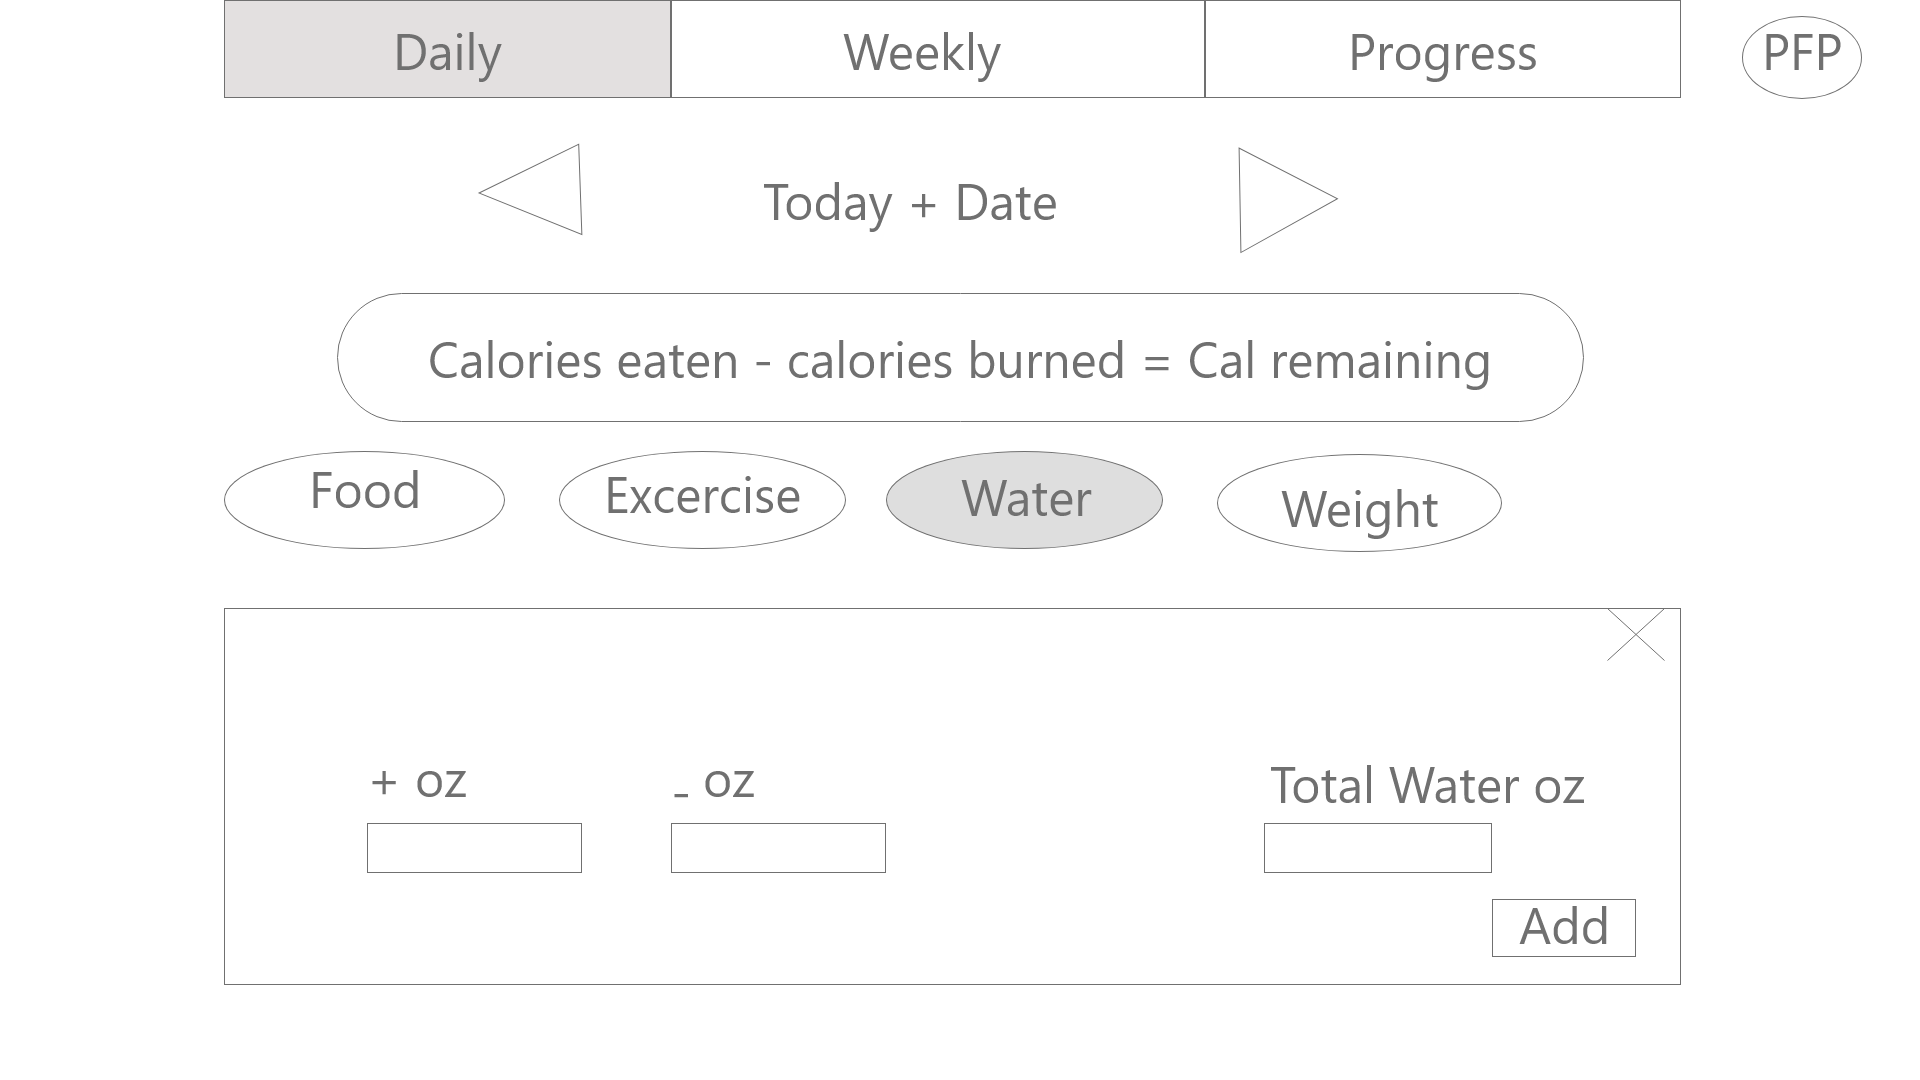 Daily Weekly Progress PFP
Today + Date
Calories eaten - calories burned = Cal remaining
Food Excercise Water Weight
+ oz - oz Total Water oz
Add